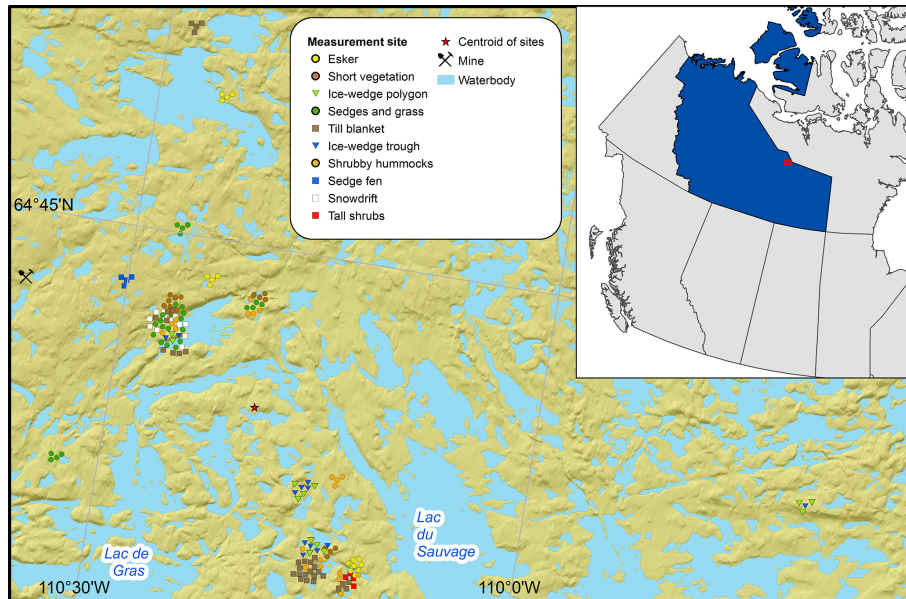 Measurement site
Esker
Short vegetation
Ice-wedge polygon
Sedges and grass
Till blanket
Ice-wedge trough
Shrubby hummocks
Sedge fen
Snowdrift
Tall shrubs
Centroid of sites
Mine
Waterbody
64°45'N
Lac de
Gras
Lac
du
Sauvage
110°30'W
110°0'W